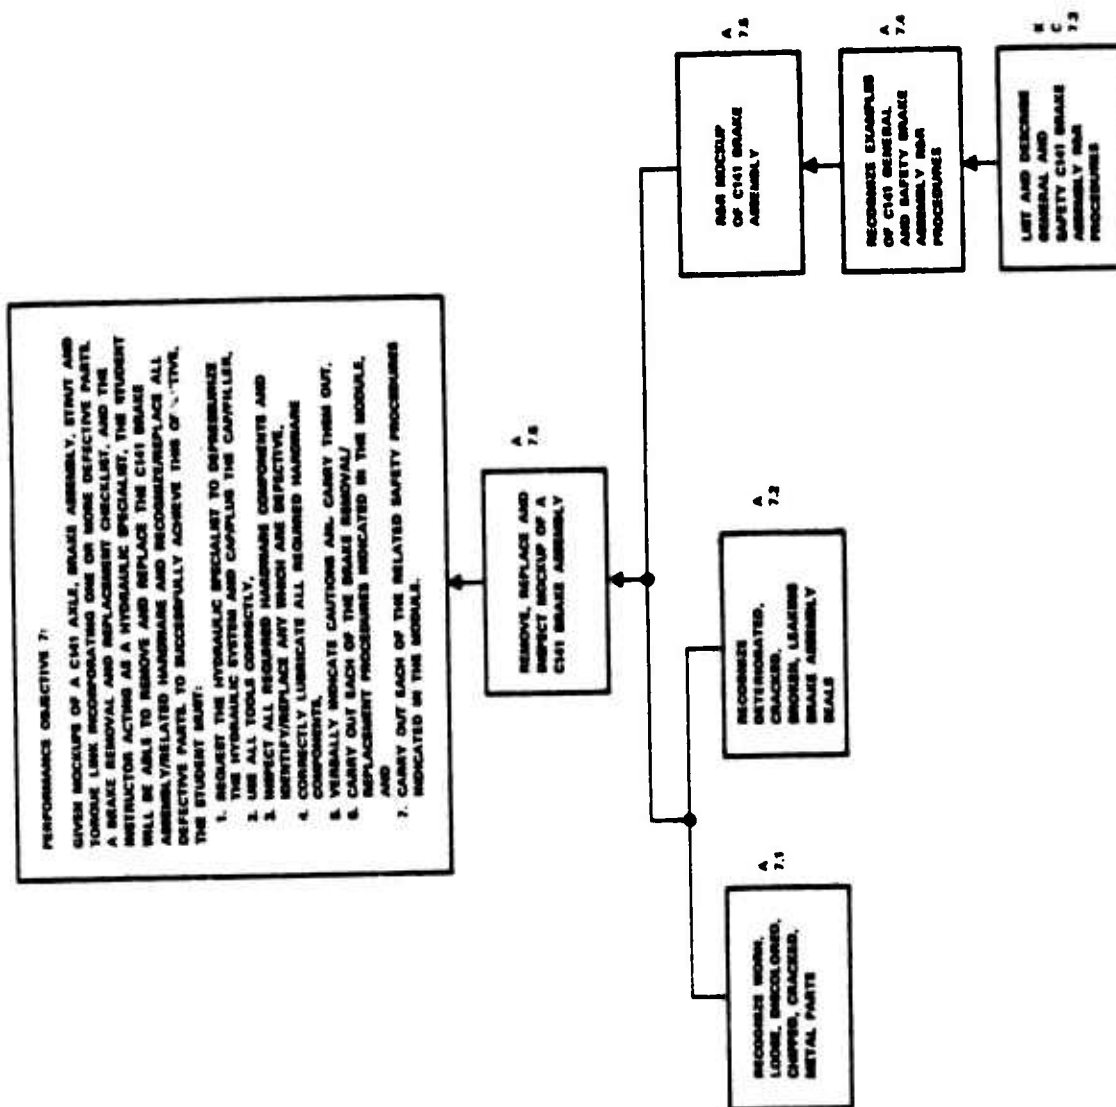 PERFORMANCE OBJECTIVE 7:
GIVEN MOCKUPS OF A C141 AXLE, BRAKE ASSEMBLY, STRUT AND
TORQUE LINK INCORPORATING ONE OR MORE DEFECTIVE PARTS,
A BRAKE REMOVAL AND REPLACEMENT CHECKLIST, AND THE
INSTRUCTOR ACTING AS A HYDRAULIC SPECIALIST, THE STUDENT
WILL BE ABLE TO REMOVE AND REPLACE THE C141 BRAKE
ASSEMBLY/RELATED HARDWARE AND RECOGNIZE/REPLACE ALL
DEFECTIVE PARTS. TO SUCCESSFULLY ACHIEVE THIS
THE STUDENT MUST:
1. REQUEST THE HYDRAULIC SPECIALIST TO DEPRESSURIZE
THE HYDRAULIC SYSTEM AND CAP/PLUG THE CAP/FILLER,
2. USE ALL TOOLS CORRECTLY,
3. INSPECT ALL REQUIRED HARDWARE COMPONENTS AND
IDENTIFY/REPLACE ANY WHICH ARE DEFECTIVE,
4. CORRECTLY LUBRICATE ALL REQUIRED HARDWARE
COMPONENTS,
5. VERBALLY INDICATE CAUTIONS CARRY THEM OUT,
6. CARRY OUT EACH OF THE BRAKE REMOVAL/
REPLACEMENT PROCEDURES INDICATED IN THE MODULE,
AND
7. CARRY OUT EACH OF THE RELATED SAFETY PROCEDURES
INDICATED IN THE MODULE.
REMOVE, REPLACE AND
INSPECT MOCKUP OF A
C141 BRAKE ASSEMBLY
A
RECOGNIZE WORN,
LOOSE, DISCOLORED,
CHIPPED, CRACKED,
METAL PARTS
A
7.1
RECOGNIZE
DETERIORATED,
CRACKED,
BROKEN, LEAKING
BRAKE ASSEMBLY
SEALS
A
7.2
R&R MOCKUP
OF C141 BRAKE
ASSEMBLY
A
7.5
RECOGNIZE EXAMPLES
OF C141 GENERAL
AND SAFETY BRAKE
ASSEMBLY R&R
PROCEDURES
A
7.4
LIST AND DESCRIBE
GENERAL AND
SAFETY C141 BRAKE
ASSEMBLY R&R
PROCEDURES
K
C
7.3